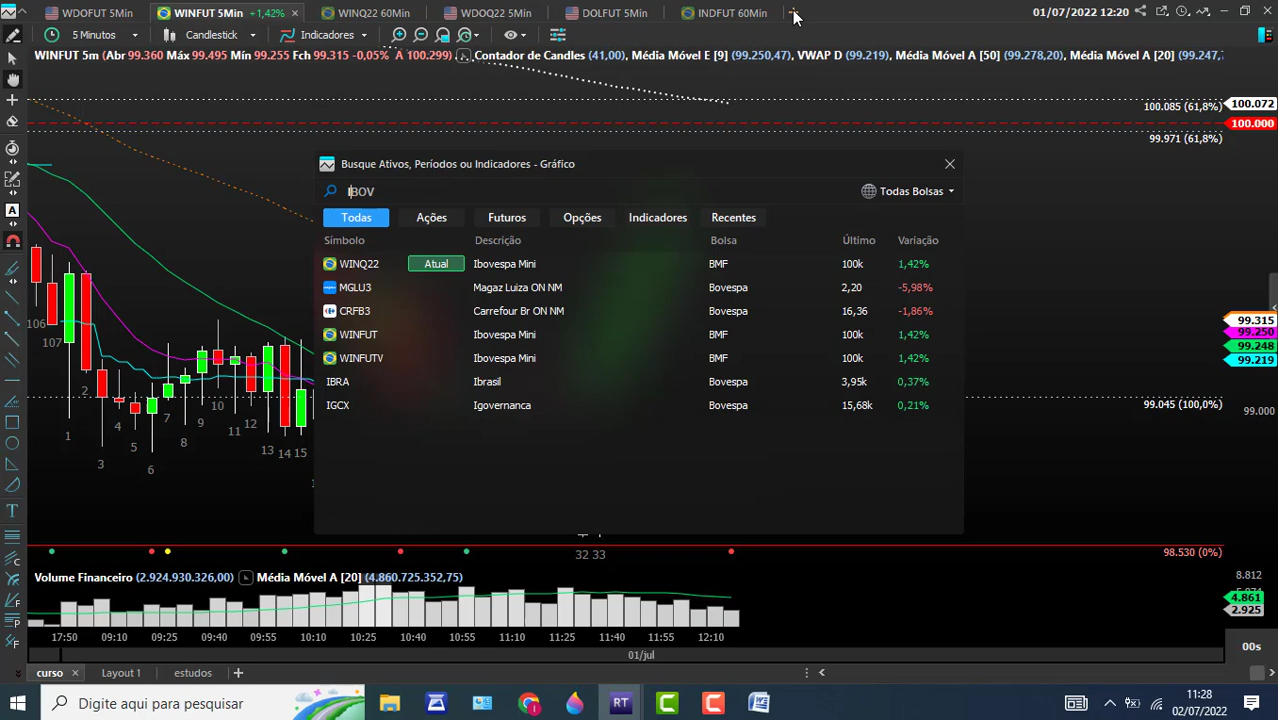 WDOFUT 5Min WINFUT 5Min +1,42% WINQ22 60Min WDOQ22 5Min DOLFUT 5Min INDFUT 60Min 01/07/2022 12:20
5 Minutos Candlestick Indicadores
WINFUT 5m (Abr 99.360 Máx 99.495 Mín 99.255 Fch 99.315 -0,05% Â 100.299) Contador de Candles (41,00), Média Móvel E [9] (99.250,47) VWAP D (99.219), Média Móvel A [50] (99.278,20), Média Móvel A [20] (99.247,
100.085 (61,8%) 100.072
100.000
99.971 (61,8%)
Busque Ativos, Períodos ou Indicadores - Gráfico
IBOV Todas Bolsas
Todas Ações Futuros Opções Indicadores Recentes
Símbolo Descrição Bolsa Último Variação
WINQ22 Atual Ibovespa Mini BMF 100k 1,42%
MGLU3 Magaz Luiza ON NM Bovespa 2,20 -5,98%
CRFB3 Carrefour Br ON NM Bovespa 16,36 -1,86%
WINFUT Ibovespa Mini BMF 100k 1,42%
WINFUTV Ibovespa Mini BMF 100k 1,42%
IBRA Ibrasil Bovespa 3,95k 0,37%
IGCX Igovernanca Bovespa 15,68k 0,21%
99.315
99.250
99.248
99.219
99.045 (100,0%) 99.000
106
107
1 2 3 4 5 6 7 8 9 10 11 12 13 14 15
32 33
98.530 (0%)
Volume Financeiro (2.924.930.326,00) Média Móvel A [20] (4.860.725.352,75)
8.812
4.861
2.925
17:50 09:10 09:25 09:40 10:10 10:25 10:40 10:55 11:10 11:25 11:40 11:55 12:10
01/jul
00s
curso Layout 1 estudos
Digite aqui para pesquisar
RT
11:28
02/07/2022